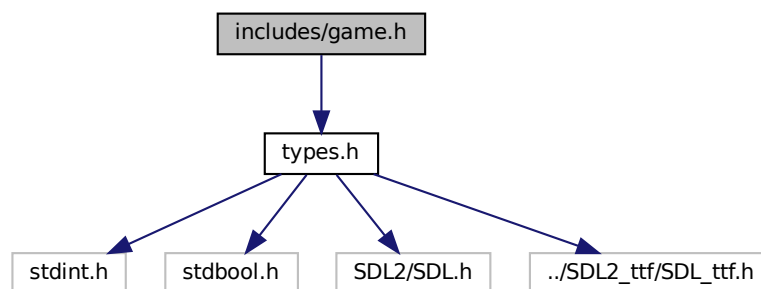 includes/game.h
types.h
stdint.h
stdbool.h
SDL2/SDL.h
../SDL2_ttf/SDL_ttf.h